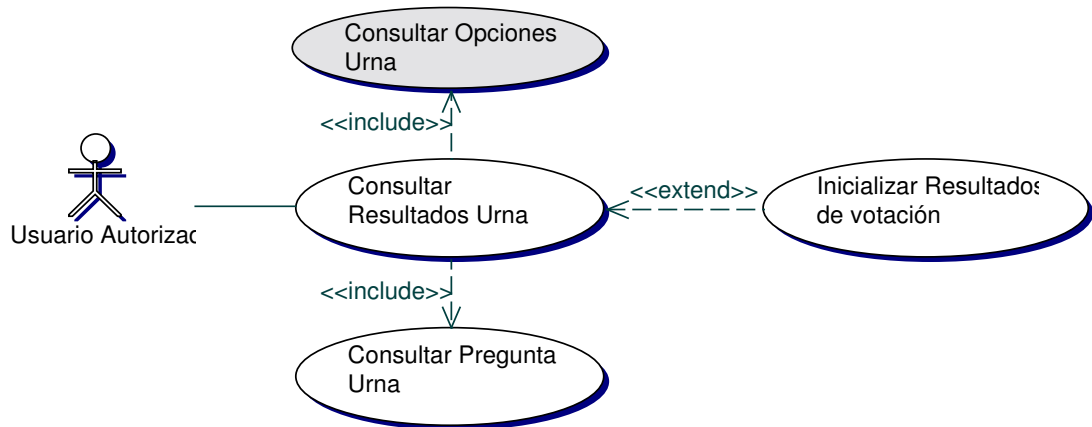 Consultar Opciones
Urna
<<include>>
Consultar
Resultados Urna
<<extend>>
Inicializar Resultados
de votación
Usuario Autorizac
<<include>>
Consultar Pregunta
Urna